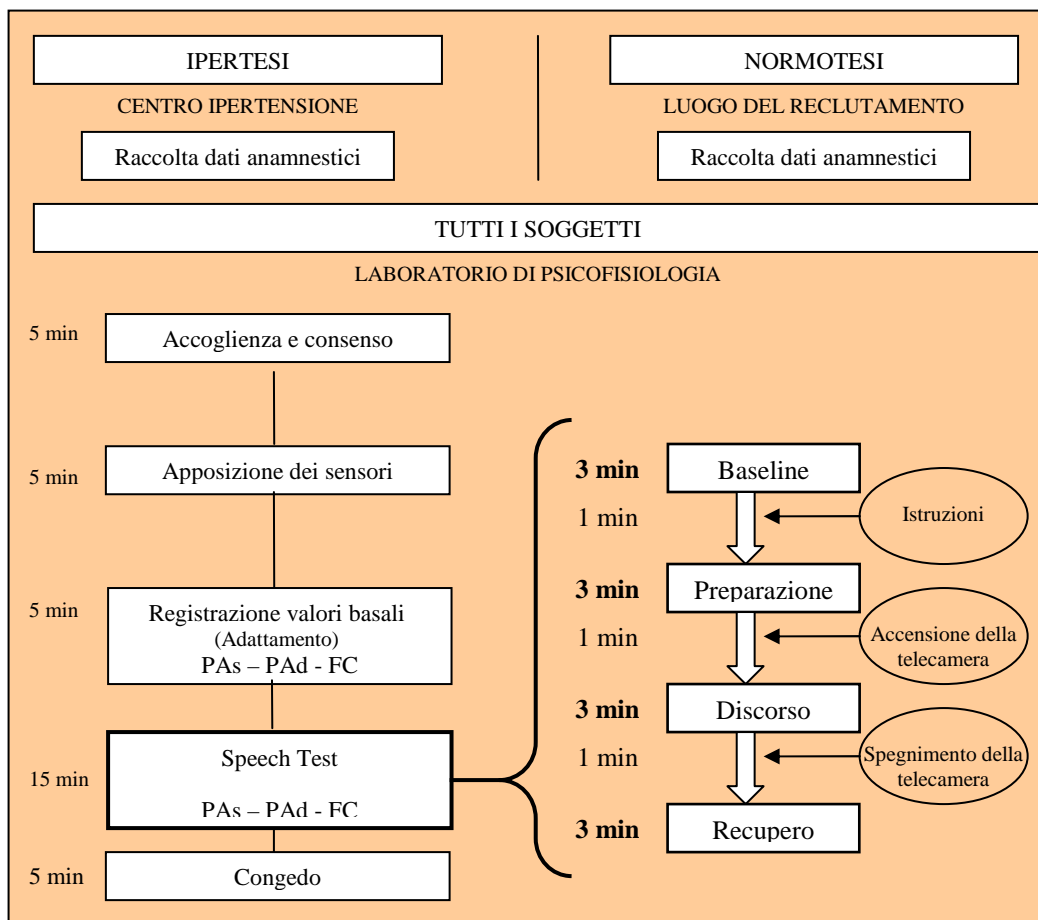 IPERTESI
CENTRO IPERTENSIONE
Raccolta dati anamnestici
NORMOTESI
LUOGO DEL RECLUTAMENTO
Raccolta dati anamnestici
TUTTI I SOGGETTI
LABORATORIO DI PSICOFISIOLOGIA
5 min
Accoglienza e consenso
5 min
Apposizione dei sensori
5 min
Registrazione valori basali
(Adattamento)
PAs – PAd - FC
15 min
Speech Test
PAs – PAd - FC
5 min
Congedo
3 min
Baseline
1 min
Istruzioni
3 min
Preparazione
1 min
Accensione della
telecamera
3 min
Discorso
1 min
Spegnimento della
telecamera
3 min
Recupero